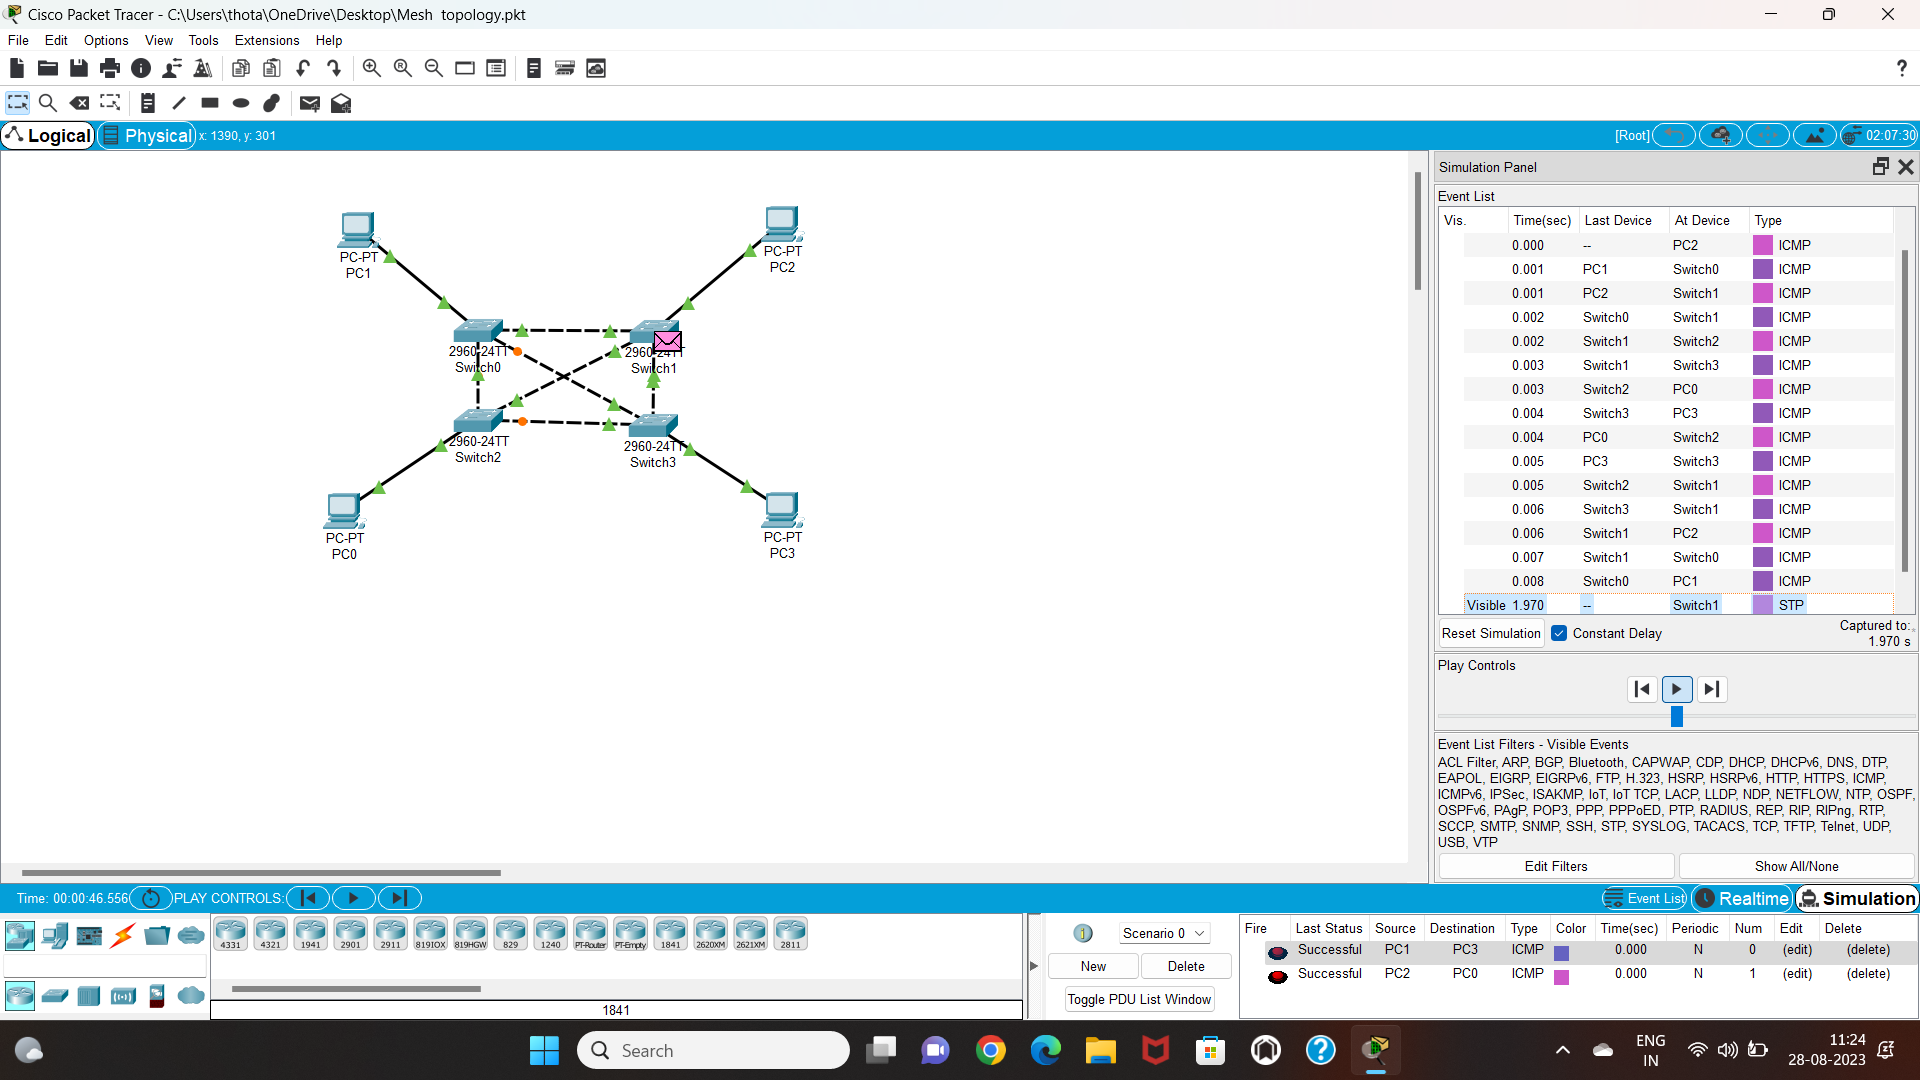 Cisco Packet Tracer - C:\Users\thota\OneDrive\Desktop\Mesh  topology.pkt
File Edit Options View Tools Extensions Help
Logical Physical x: 1390, y: 301 [Root] 02:07:30
PC-PT
PC1
PC-PT
PC2
2960-24TT
Switch0
2960-24TT
Switch1
2960-24TT
Switch2
2960-24TT
Switch3
PC-PT
PC0
PC-PT
PC3
Simulation Panel
Event List
Vis. Time(sec) Last Device At Device Type
0.000 -- PC2 ICMP
0.001 PC1 Switch0 ICMP
0.001 PC2 Switch1 ICMP
0.002 Switch0 Switch1 ICMP
0.002 Switch1 Switch2 ICMP
0.003 Switch1 Switch3 ICMP
0.003 Switch2 PC0 ICMP
0.004 Switch3 PC3 ICMP
0.004 PC0 Switch2 ICMP
0.005 PC3 Switch3 ICMP
0.005 Switch2 Switch1 ICMP
0.006 Switch3 Switch1 ICMP
0.006 Switch1 PC2 ICMP
0.007 Switch1 Switch0 ICMP
0.008 Switch0 PC1 ICMP
Visible 1.970 -- Switch1 STP
Reset Simulation Constant Delay Captured to:
1.970 s
Play Controls
Event List Filters - Visible Events
ACL Filter, ARP, BGP, Bluetooth, CAPWAP, CDP, DHCP, DHCPv6, DNS, DTP,
EAPOL, EIGRP, EIGRPv6, FTP, H.323, HSRP, HSRPv6, HTTP, HTTPS, ICMP,
ICMPv6, IPSec, ISAKMP, IoT, IoT TCP, LACP, LLDP, NDP, NETFLOW, NTP, OSPF,
OSPFv6, PAgP, POP3, PPP, PPPoED, PTP, RADIUS, REP, RIP, RIPng, RTP,
SCCP, SMTP, SNMP, SSH, STP, SYSLOG, TACACS, TCP, TFTP, Telnet, UDP,
USB, VTP
Edit Filters Show All/None
Time: 00:00:46.556 PLAY CONTROLS: Event List Realtime Simulation
4331 4321 1941 2901 2911 819IOX 819HGW 829 1240 PT-Router PT-Empty 1841 2620XM 2621XM 2811
1841
1 Scenario 0
New Delete
Toggle PDU List Window
Fire Last Status Source Destination Type Color Time(sec) Periodic Num Edit Delete
Successful PC1 PC3 ICMP 0.000 N 0 (edit) (delete)
Successful PC2 PC0 ICMP 0.000 N 1 (edit) (delete)
Search
ENG
IN
11:24
28-08-2023